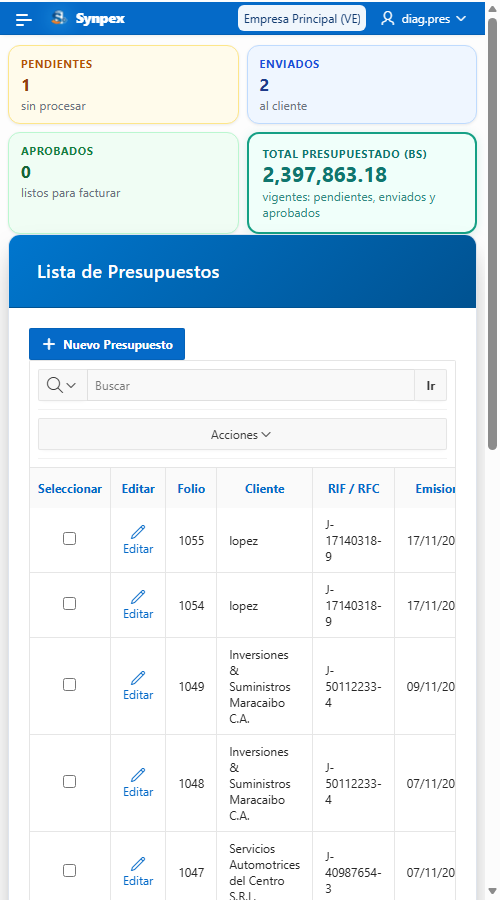 Synpex
Empresa Principal (VE)
diag.pres
PENDIENTES
1
sin procesar
ENVIADOS
2
al cliente
APROBADOS
0
listos para facturar
TOTAL PRESUPUESTADO (BS)
2,397,863.18
vigentes: pendientes, enviados y
aprobados
Lista de Presupuestos
Nuevo Presupuesto
Buscar
Ir
Acciones
Seleccionar Editar Folio Cliente RIF / RFC Emision
Editar 1055 lopez J-
17140318-
9
17/11/20
Editar 1054 lopez J-
17140318-
9
17/11/20
Editar 1049
Inversiones
&
Suministros
Maracaibo
C.A.
J-
50112233-
4
09/11/20
Editar 1048
Inversiones
&
Suministros
Maracaibo
C.A.
J-
50112233-
4
07/11/20
Editar 1047
Servicios
Automotrices
del Centro
S.R.L.
J-
40987654-
3
07/11/20